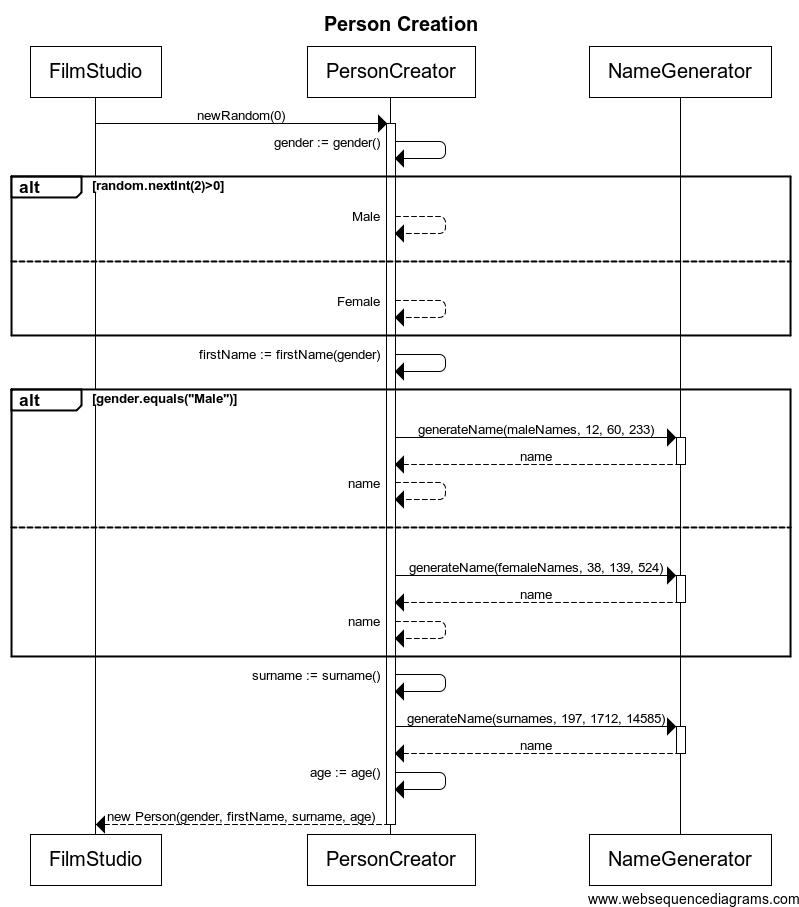 Person Creation
FilmStudio
PersonCreator
NameGenerator
newRandom(0)
gender := gender()
alt
[random.nextInt(2)>0]
Male
Female
firstName := firstName(gender)
alt
[gender.equals("Male")]
generateName(maleNames, 12, 60, 233)
name
name
generateName(femaleNames, 38, 139, 524)
name
name
surname := surname()
generateName(surnames, 197, 1712, 14585)
name
age := age()
new Person(gender, firstName, surname, age)
FilmStudio
PersonCreator
NameGenerator
www.websequencediagrams.com